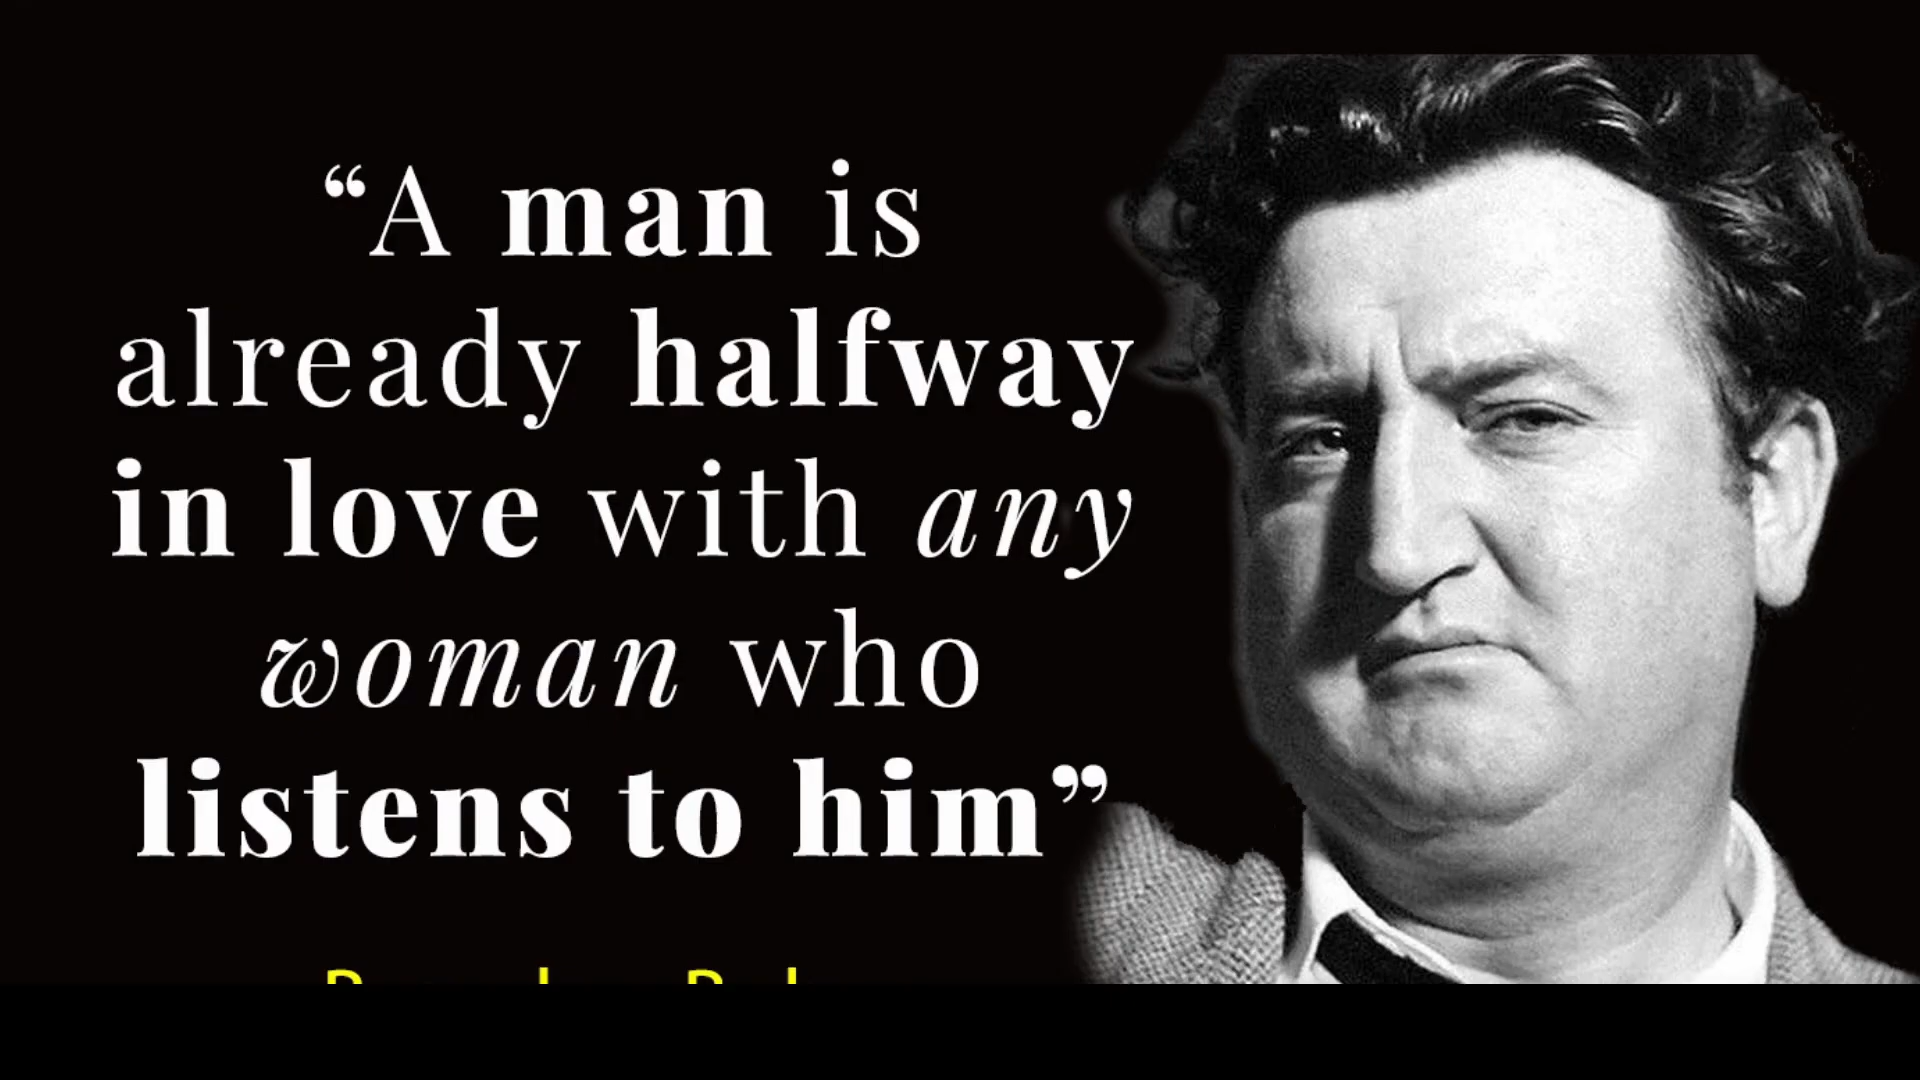 “A man is
already halfway
in love with any
woman who
listens to him”